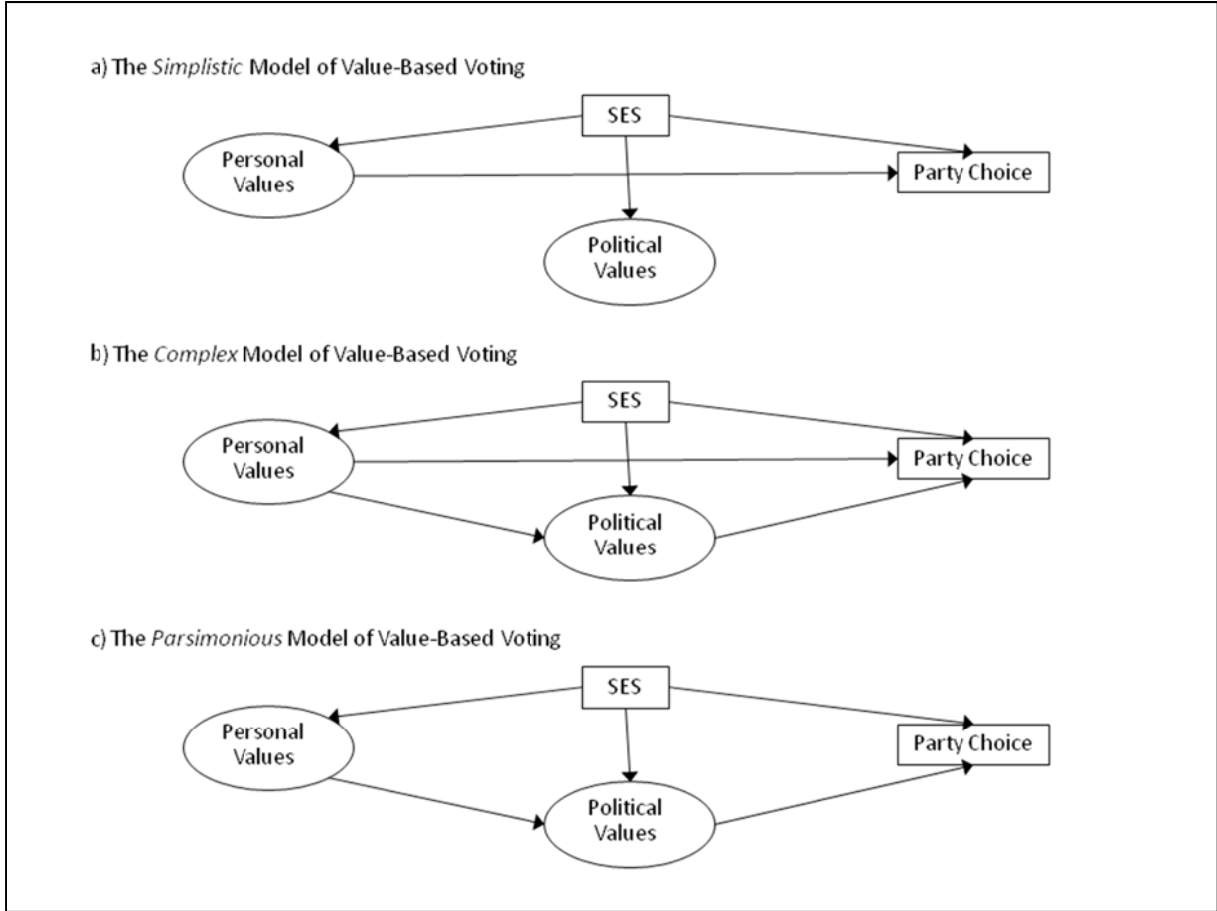 a) The Simplistic Model of Value-Based Voting
SES
Personal
Values
Party Choice
Political
Values
b) The Complex Model of Value-Based Voting
SES
Personal
Values
Party Choice
Political
Values
c) The Parsimonious Model of Value-Based Voting
SES
Personal
Values
Party Choice
Political
Values